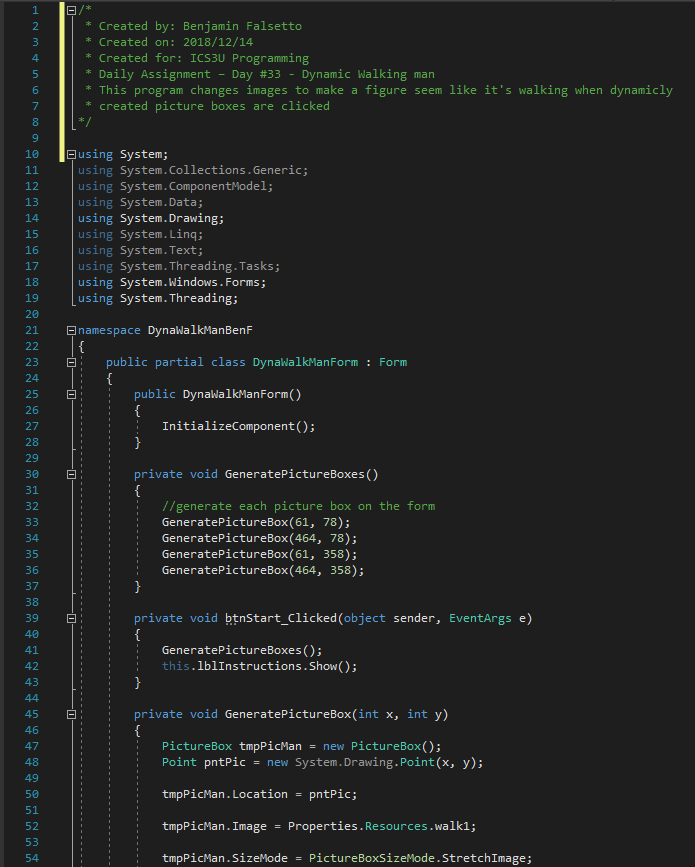 1 /*
2 * Created by: Benjamin Falsetto
3 * Created on: 2018/12/14
4 * Created for: ICS3U Programming
5 * Daily Assignment – Day #33 - Dynamic Walking man
6 * This program changes images to make a figure seem like it's walking when dynamicly
7 * created picture boxes are clicked
8 */
9
10 using System;
11 using System.Collections.Generic;
12 using System.ComponentModel;
13 using System.Data;
14 using System.Drawing;
15 using System.Linq;
16 using System.Text;
17 using System.Threading.Tasks;
18 using System.Windows.Forms;
19 using System.Threading;
20
21 namespace DynaWalkManBenF
22 {
23 public partial class DynaWalkManForm : Form
24 {
25 public DynaWalkManForm()
26 {
27 InitializeComponent();
28 }
29
30 private void GeneratePictureBoxes()
31 {
32 //generate each picture box on the form
33 GeneratePictureBox(61, 78);
34 GeneratePictureBox(464, 78);
35 GeneratePictureBox(61, 358);
36 GeneratePictureBox(464, 358);
37 }
38
39 private void btnStart_Clicked(object sender, EventArgs e)
40 {
41 GeneratePictureBoxes();
42 this.lblInstructions.Show();
43 }
44
45 private void GeneratePictureBox(int x, int y)
46 {
47 PictureBox tmpPicMan = new PictureBox();
48 Point pntPic = new System.Drawing.Point(x, y);
49
50 tmpPicMan.Location = pntPic;
51
52 tmpPicMan.Image = Properties.Resources.walk1;
53
54 tmpPicMan.SizeMode = PictureBoxSizeMode.StretchImage;